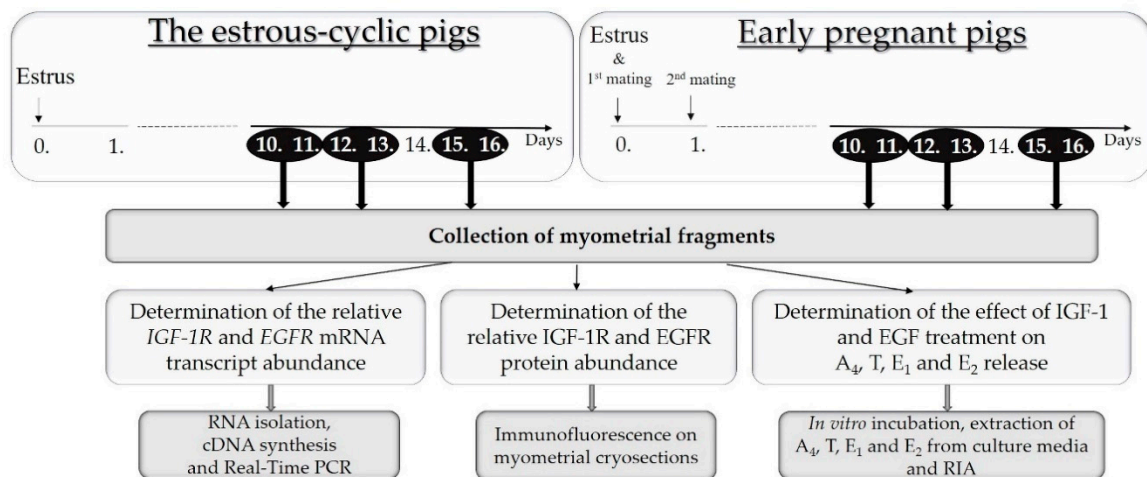 The estrous-cyclic pigs
Estrus
0. 1. 10. 11. 12. 13. 14. 15. 16. Days
Early pregnant pigs
Estrus
&
1st mating
2nd mating
0. 1. 10. 11. 12. 13. 14. 15. 16. Days
Collection of myometrial fragments
Determination of the relative
IGF-1R and EGFR mRNA
transcript abundance
Determination of the
relative IGF-1R and EGFR
protein abundance
Determination of the effect of IGF-1
and EGF treatment on
A4, T, E1 and E2 release
RNA isolation,
cDNA synthesis
and Real-Time PCR
Immunofluorescence on
myometrial cryosections
In vitro incubation, extraction of
A4, T, E1 and E2 from culture media
and RIA